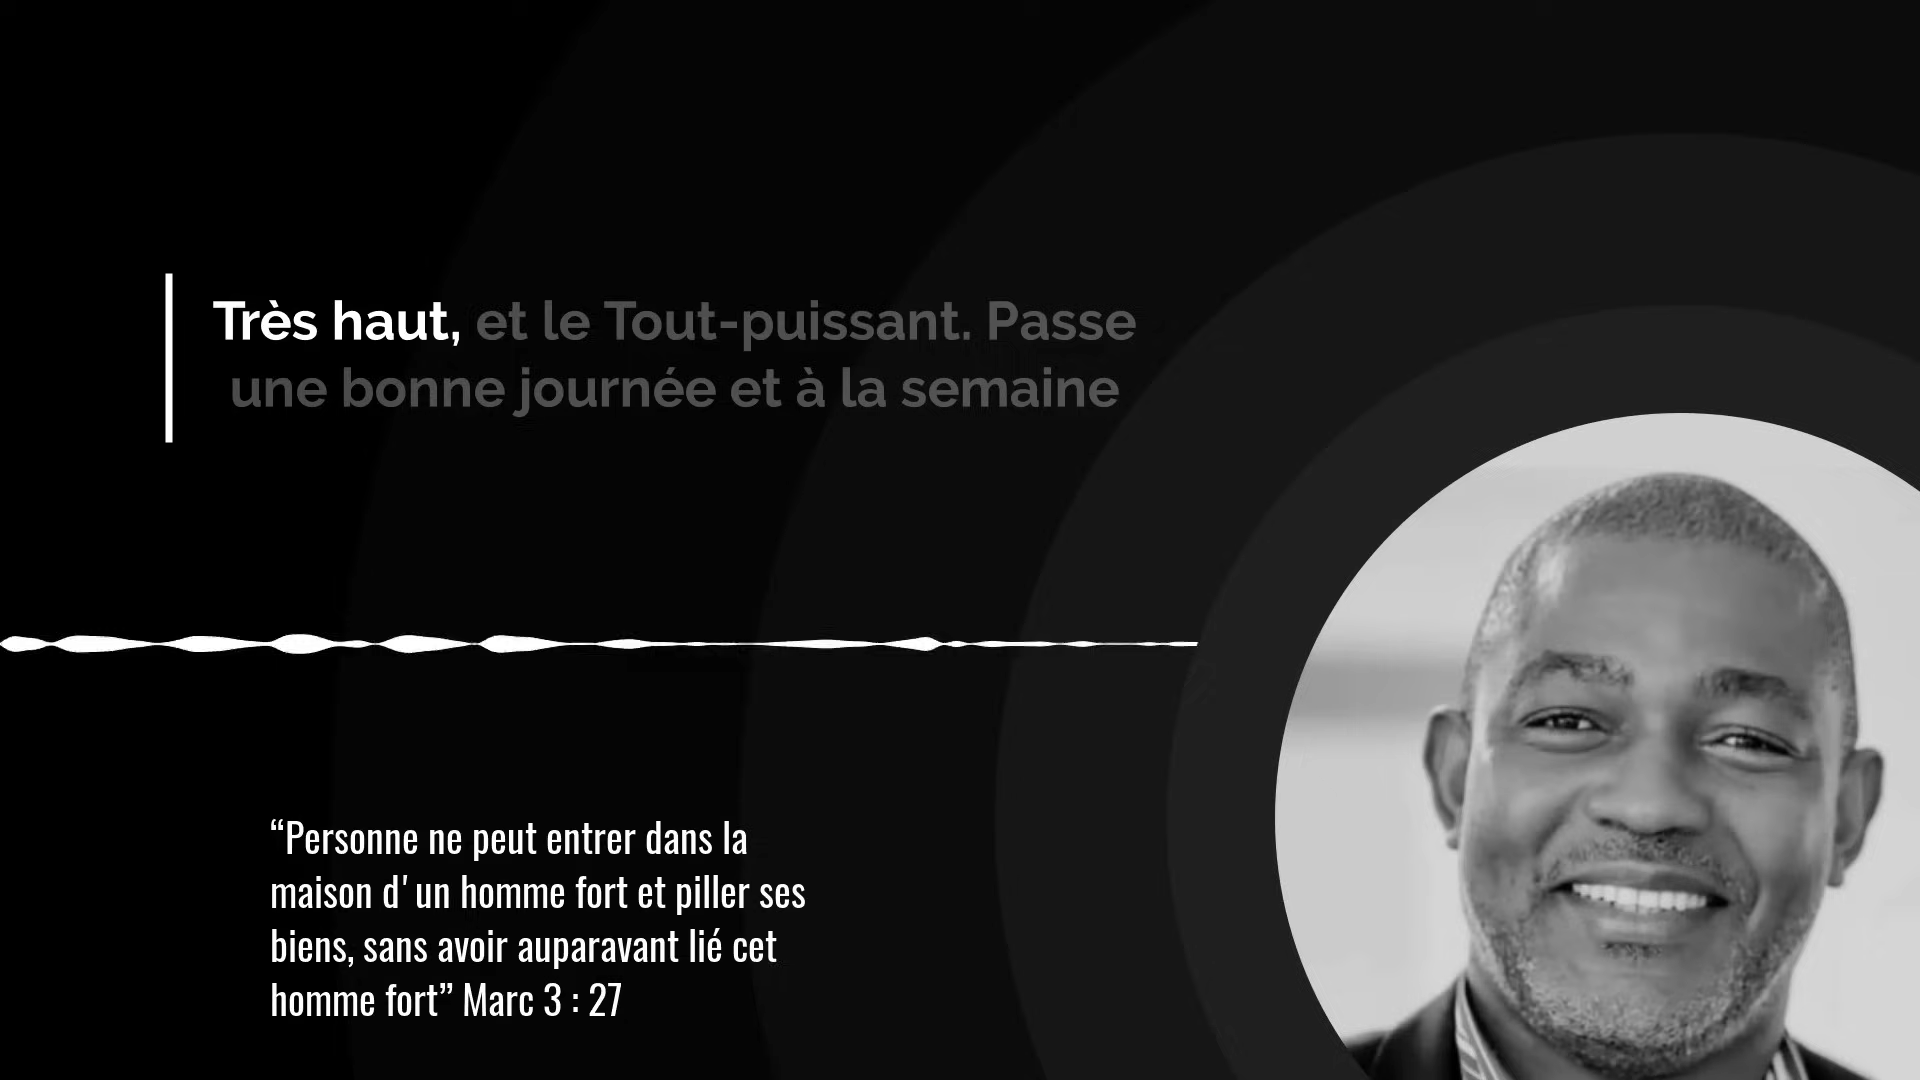 Très haut, et le Tout-puissant. Passe
une bonne journée et à la semaine
“Personne ne peut entrer dans la
maison d'un homme fort et piller ses
biens, sans avoir auparavant lié cet
homme fort” Marc 3 : 27